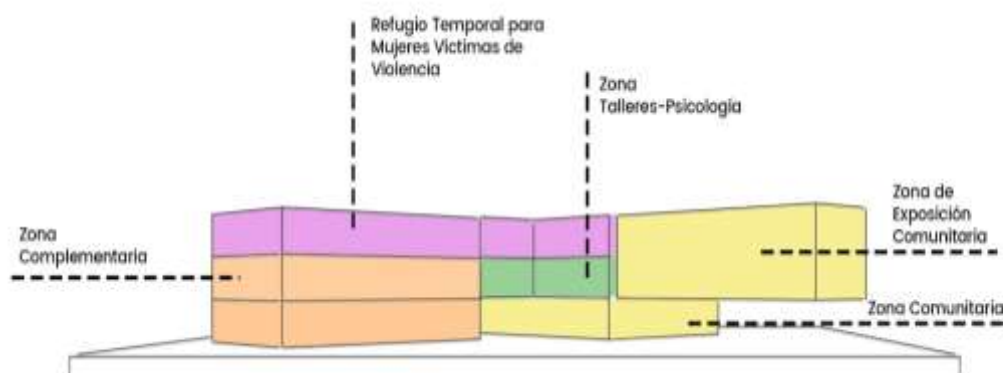 Refugio Temporal para
Mujeres Victimas de
Violencia
Zona
Talleres-Psicología
Zona de
Exposición
Comunitaria
Zona
Complementaria
Zona Comunitaria